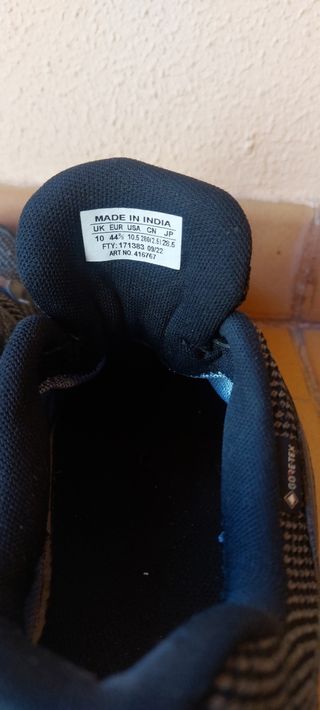 MADE IN INDIA
UK EUR USA CN JP
10 44⅔ 10.5 280(2.5) 28.5
FTY: 171383 09/22
ART NO. 416767
GORE-TEX